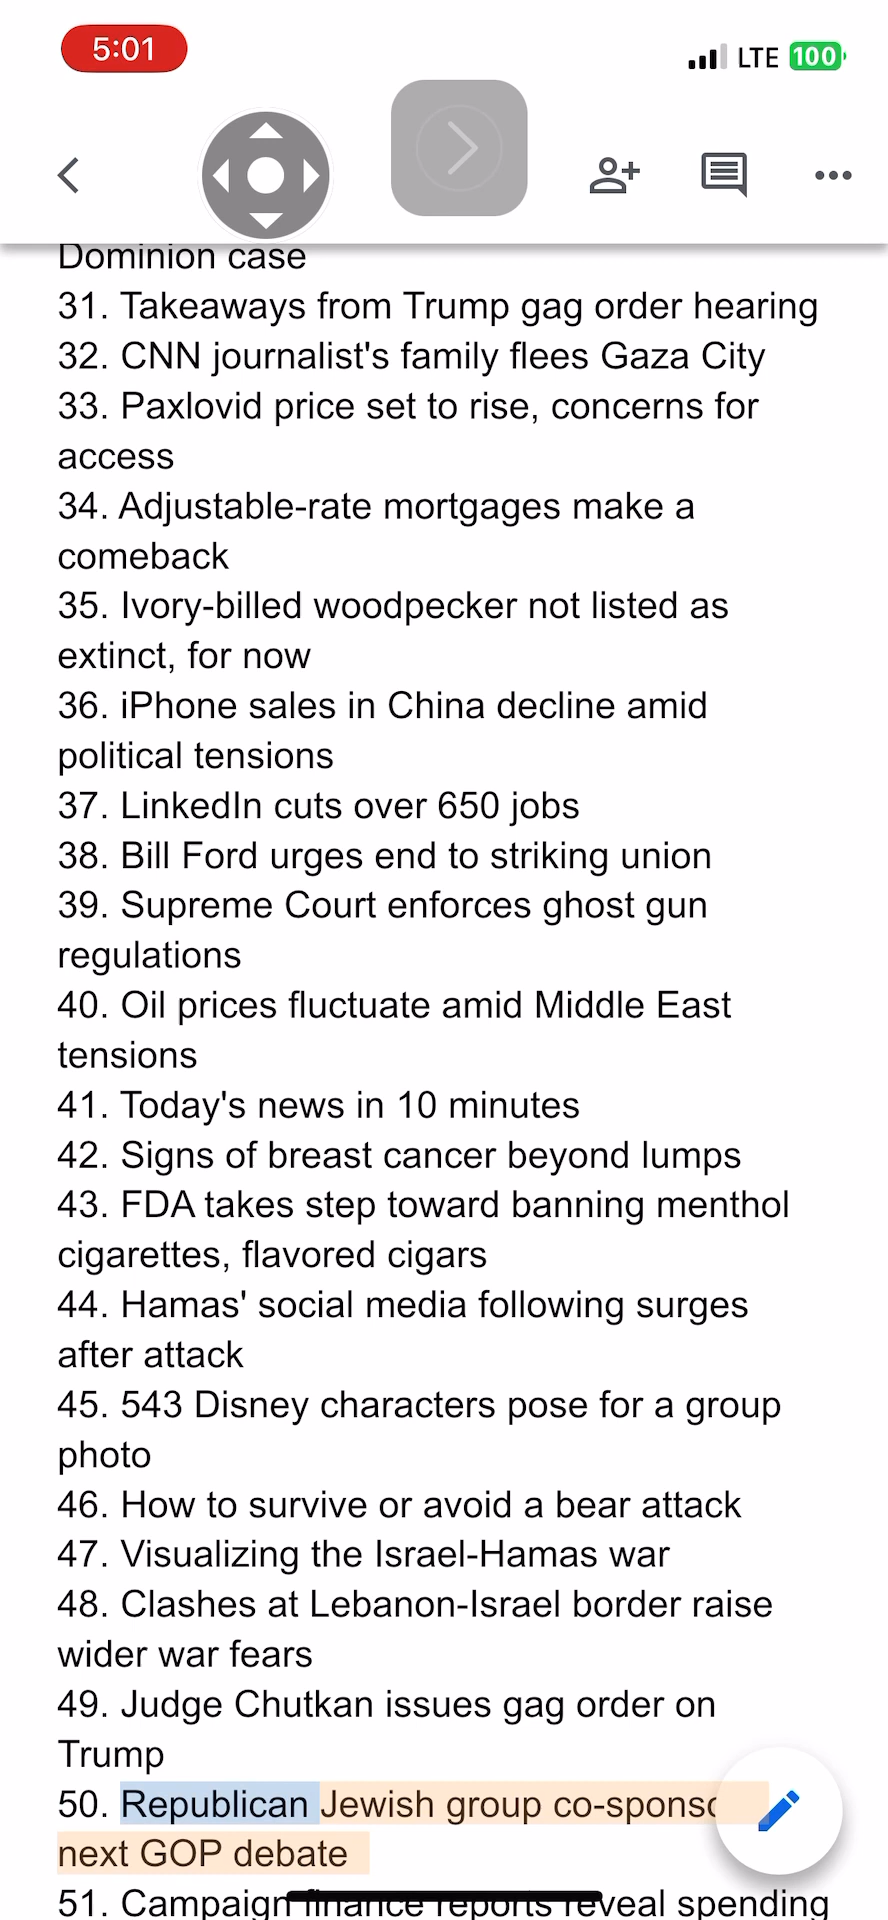 5:01
LTE 100
Dominion case
31. Takeaways from Trump gag order hearing
32. CNN journalist's family flees Gaza City
33. Paxlovid price set to rise, concerns for
access
34. Adjustable-rate mortgages make a
comeback
35. Ivory-billed woodpecker not listed as
extinct, for now
36. iPhone sales in China decline amid
political tensions
37. LinkedIn cuts over 650 jobs
38. Bill Ford urges end to striking union
39. Supreme Court enforces ghost gun
regulations
40. Oil prices fluctuate amid Middle East
tensions
41. Today's news in 10 minutes
42. Signs of breast cancer beyond lumps
43. FDA takes step toward banning menthol
cigarettes, flavored cigars
44. Hamas' social media following surges
after attack
45. 543 Disney characters pose for a group
photo
46. How to survive or avoid a bear attack
47. Visualizing the Israel-Hamas war
48. Clashes at Lebanon-Israel border raise
wider war fears
49. Judge Chutkan issues gag order on
Trump
50. Republican Jewish group
next GOP debate
51. Campaign finance reports reveal spending